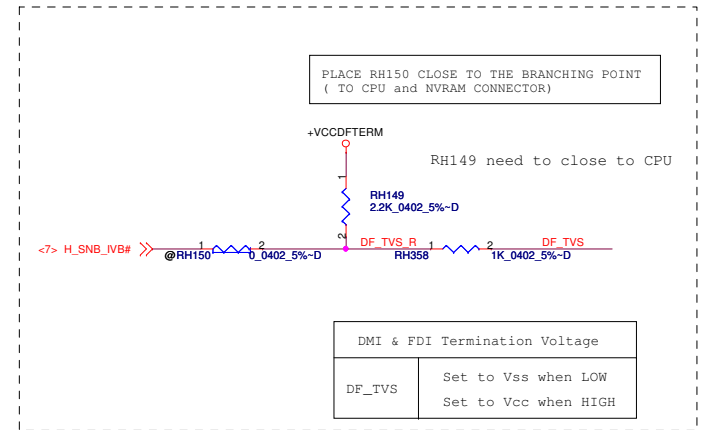 PLACE RH150 CLOSE TO THE BRANCHING POINT
( TO CPU and NVRAM CONNECTOR)
+VCCDFTERM
RH149 need to close to CPU
1
RH149
2.2K_0402_5%~D
2
<7> H_SNB_IVB#
1
2
@RH150
0_0402_5%~D
DF_TVS_R
1
2
DF_TVS
RH358
1K_0402_5%~D
DMI & FDI Termination Voltage
DF_TVS
Set to Vss when LOW
Set to Vcc when HIGH